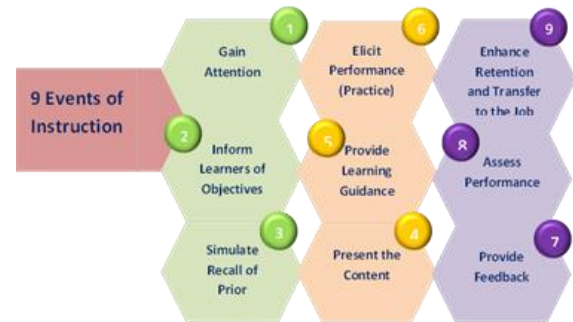 9 Events of
Instruction
1
Gain
Attention
2
Inform
Learners of
Objectives
3
Simulate
Recall of
Prior
4
Present the
Content
5
Provide
Learning
Guidance
6
Elicit
Performance
(Practice)
7
Provide
Feedback
8
Assess
Performance
9
Enhance
Retention
and Transfer
to the Job